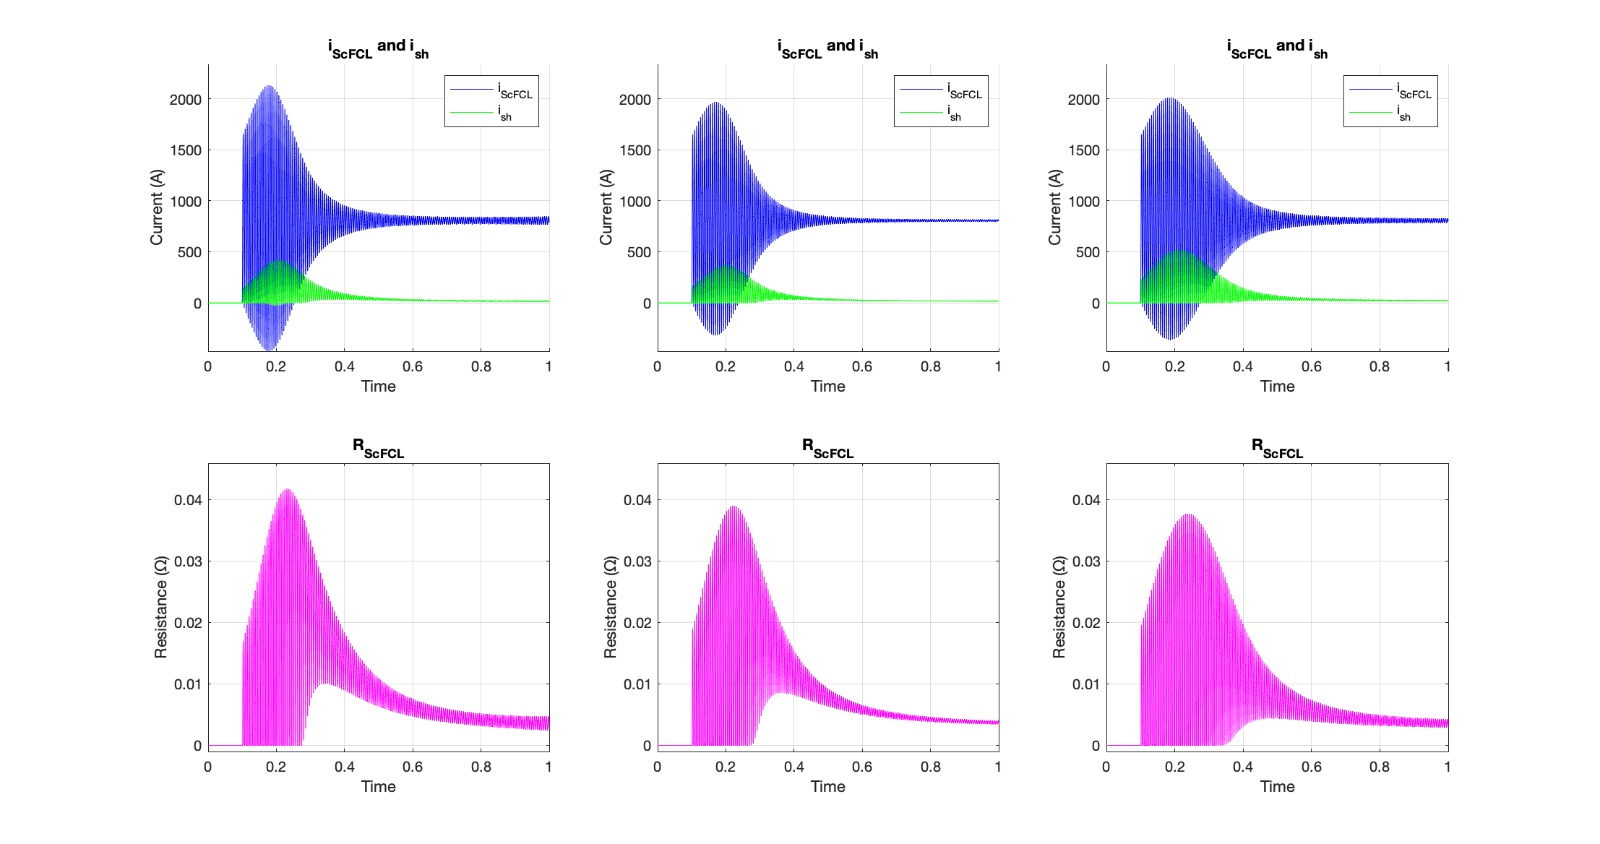 iScFCL and ish
iScFCL and ish
iScFCL and ish
Current (A)
2000
1500
1000
500
0
iScFCL
ish
0 0.2 0.4 0.6 0.8 1
Time
Current (A)
2000
1500
1000
500
0
iScFCL
ish
0 0.2 0.4 0.6 0.8 1
Time
Current (A)
2000
1500
1000
500
0
iScFCL
ish
0 0.2 0.4 0.6 0.8 1
Time
RScFCL
Resistance (Ω)
0.04
0.03
0.02
0.01
0
0 0.2 0.4 0.6 0.8 1
Time
RScFCL
Resistance (Ω)
0.04
0.03
0.02
0.01
0
0 0.2 0.4 0.6 0.8 1
Time
RScFCL
Resistance (Ω)
0.04
0.03
0.02
0.01
0
0 0.2 0.4 0.6 0.8 1
Time